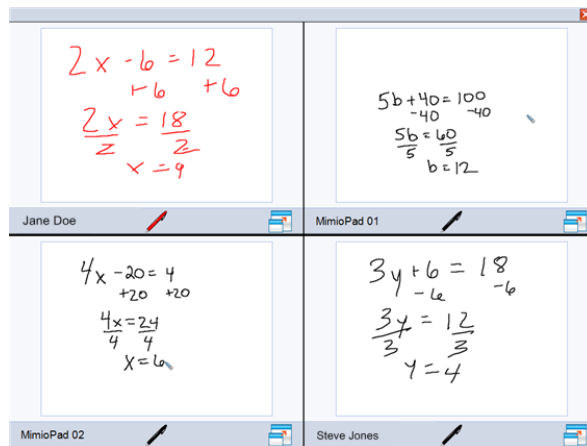 2x - 6 = 12
+6 +6
2x = 18
2 2
x = 9
Jane Doe
5b + 40 = 100
-40 -40
5b = 60
5 5
b = 12
MimioPad 01
4x - 20 = 4
+20 +20
4x = 24
4 4
x = 6
MimioPad 02
3y + 6 = 18
-6 -6
3y = 12
3 3
y = 4
Steve Jones